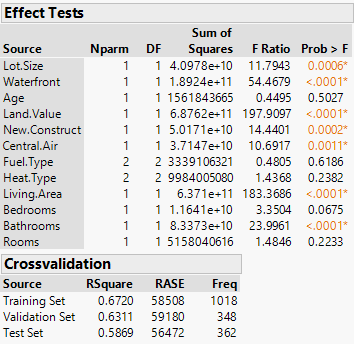 Effect Tests
Sum of
Source Nparm DF Squares F Ratio Prob > F
Lot.Size 1 1 4.0978e+10 11.7943 0.0006*
Waterfront 1 1 1.8924e+11 54.4679 <.0001*
Age 1 1 1561843665 0.4495 0.5027
Land.Value 1 1 6.8762e+11 197.9097 <.0001*
New.Construct 1 1 5.0171e+10 14.4401 0.0002*
Central.Air 1 1 3.7147e+10 10.6917 0.0011*
Fuel.Type 2 2 3339106321 0.4805 0.6186
Heat.Type 2 2 9984005080 1.4368 0.2382
Living.Area 1 1 6.371e+11 183.3686 <.0001*
Bedrooms 1 1 1.1641e+10 3.3504 0.0675
Bathrooms 1 1 8.3373e+10 23.9961 <.0001*
Rooms 1 1 5158040616 1.4846 0.2233
Crossvalidation
Source RSquare RASE Freq
Training Set 0.6720 58508 1018
Validation Set 0.6311 59180 348
Test Set 0.5869 56472 362